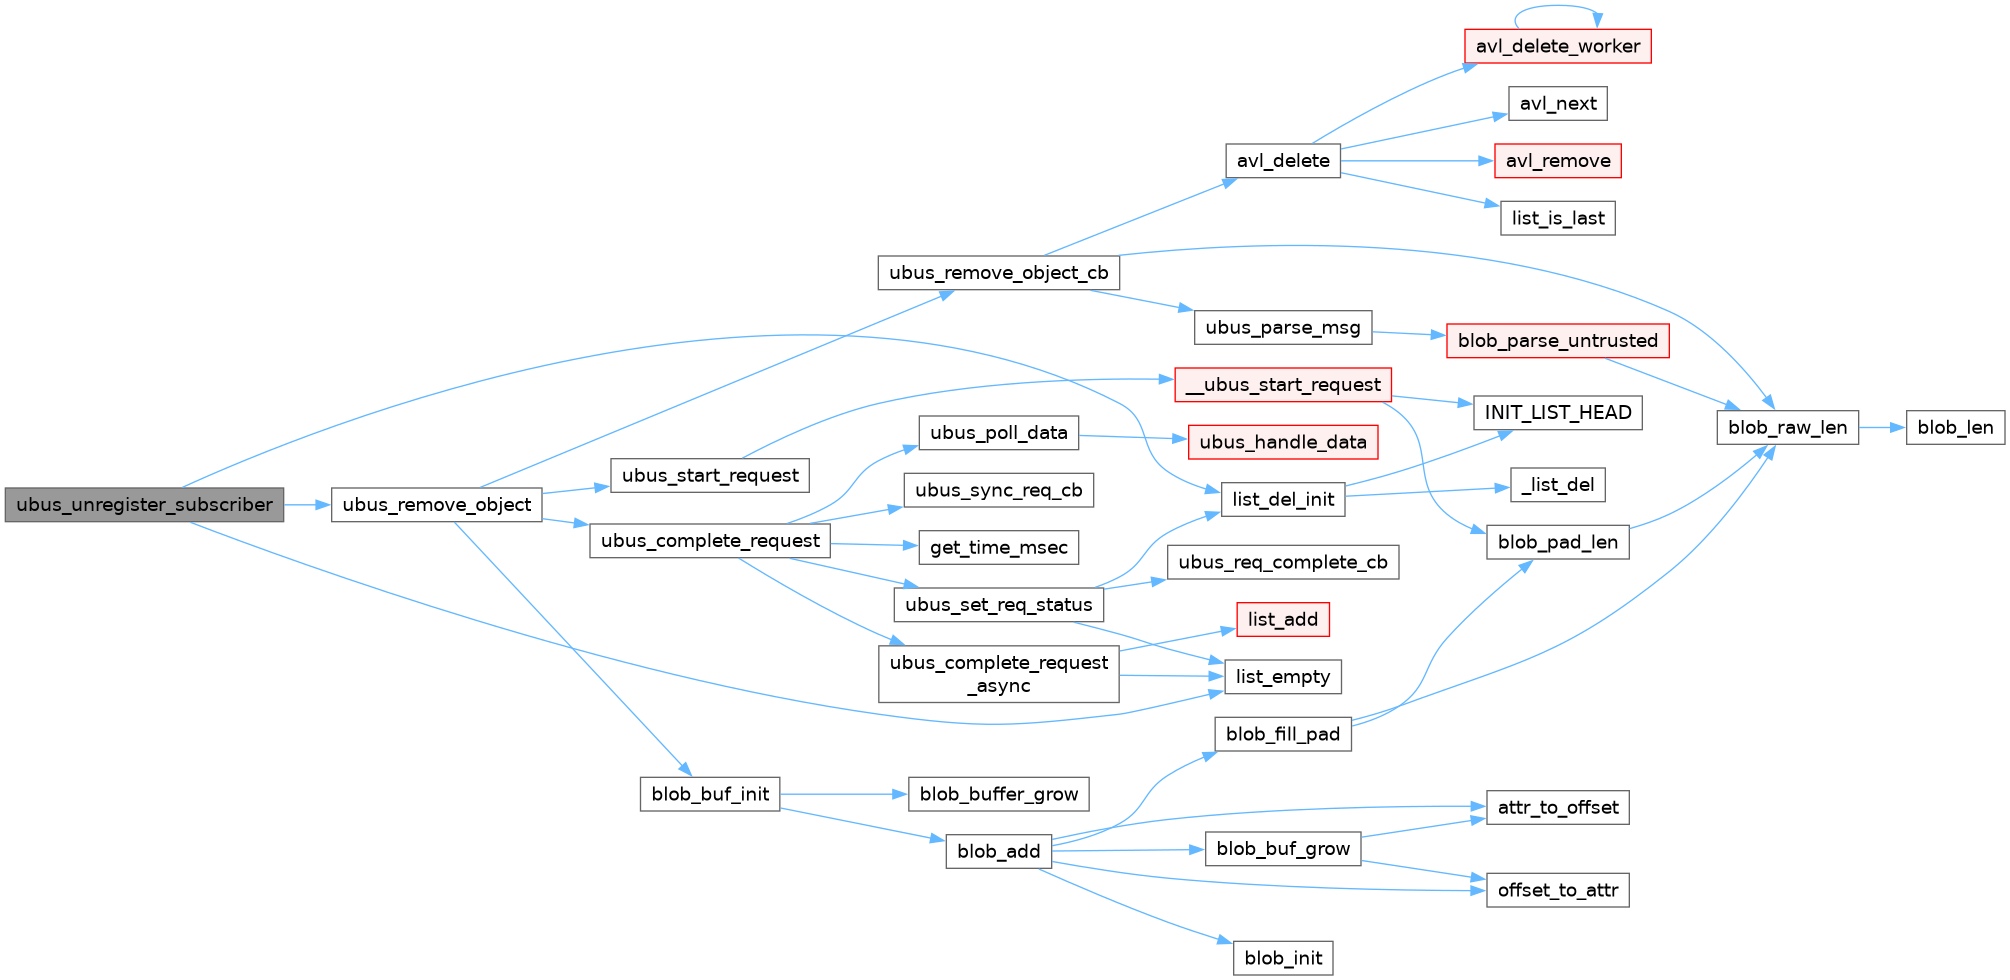 avl_delete_worker
avl_next
avl_delete
avl_remove
list_is_last
ubus_remove_object_cb
ubus_parse_msg
blob_parse_untrusted
__ubus_start_request
INIT_LIST_HEAD
ubus_poll_data
ubus_handle_data
blob_raw_len
blob_len
ubus_start_request
ubus_sync_req_cb
_list_del
ubus_unregister_subscriber
ubus_remove_object
list_del_init
ubus_complete_request
get_time_msec
blob_pad_len
ubus_req_complete_cb
ubus_set_req_status
list_add
ubus_complete_request
_async
list_empty
blob_fill_pad
blob_buf_init
blob_buffer_grow
attr_to_offset
blob_add
blob_buf_grow
offset_to_attr
blob_init